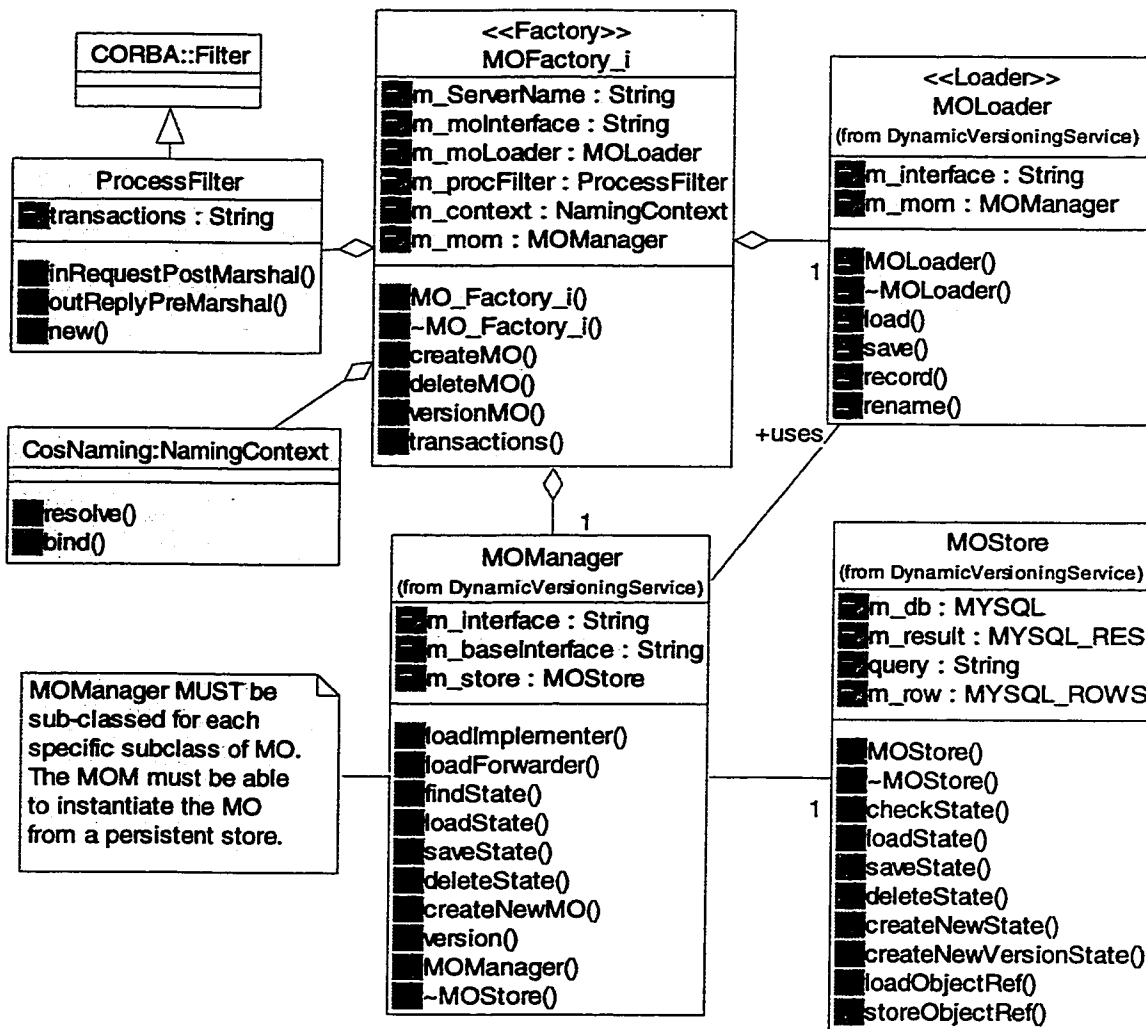 CORBA::Filter
ProcessFilter
transactions : String
inRequestPostMarshal()
outReplyPreMarshal()
new()
CosNaming:NamingContext
resolve()
bind()
<<Factory>>
MOFactory_i
m_ServerName : String
m_moInterface : String
m_moLoader : MOLoader
m_procFilter : ProcessFilter
m_context : NamingContext
m_mom : MOManager
MO_Factory_i()
~MO_Factory_i()
createMO()
deleteMO()
versionMO()
transactions()
<<Loader>>
MOLoader
(from DynamicVersioningService)
m_interface : String
m_mom : MOManager
MOLoader()
~MOLoader()
load()
save()
record()
rename()
1
+uses
1
MOManager
(from DynamicVersioningService)
m_interface : String
m_baseInterface : String
m_store : MOStore
loadImplementer()
loadForwarder()
findState()
loadState()
saveState()
deleteState()
createNewMO()
version()
MOManager()
~MOStore()
MOManager MUST be
sub-classed for each
specific subclass of MO.
The MOM must be able
to instantiate the MO
from a persistent store.
1
MOStore
(from DynamicVersioningService)
m_db : MYSQL
m_result : MYSQL_RES
query : String
m_row : MYSQL_ROWS
MOStore()
~MOStore()
checkState()
loadState()
saveState()
deleteState()
createNewState()
createNewVersionState()
loadObjectRef()
storeObjectRef()